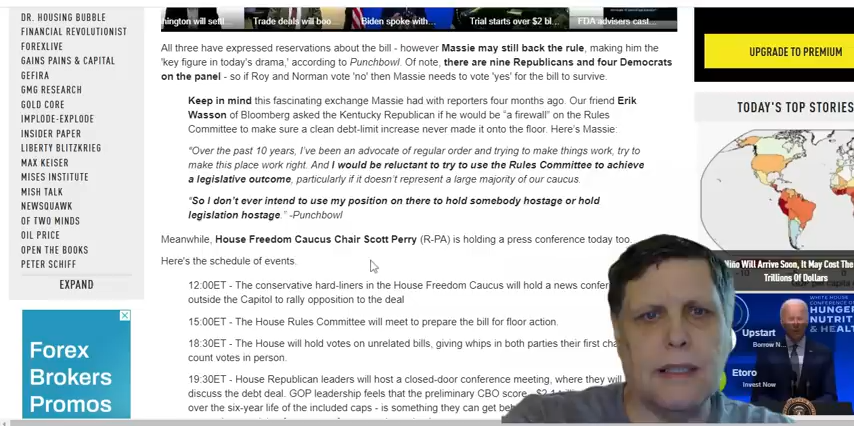 DR. HOUSING BUBBLE
FINANCIAL REVOLUTIONIST
FOREXLIVE
GAINS PAINS & CAPITAL
GEFIRA
GMG RESEARCH
GOLD CORE
IMPLODE-EXPLODE
INSIDER PAPER
LIBERTY BLITZKRIEG
MAX KEISER
MISES INSTITUTE
MISH TALK
NEWSQUAWK
OF TWO MINDS
OIL PRICE
OPEN THE BOOKS
PETER SCHIFF
EXPAND
Forex
Brokers
Promos
Trade deals will boo...
Biden spoke with...
Trial starts over $2 bl...
FDA advisers cast...
All three have expressed reservations about the bill - however Massie may still back the rule, making him the
'key figure in today's drama,' according to Punchbowl. Of note, there are nine Republicans and four Democrats
on the panel - so if Roy and Norman vote 'no' then Massie needs to vote 'yes' for the bill to survive.
Keep in mind this fascinating exchange Massie had with reporters four months ago. Our friend Erik
Wasson of Bloomberg asked the Kentucky Republican if he would be "a firewall" on the Rules
Committee to make sure a clean debt-limit increase never made it onto the floor. Here's Massie:
"Over the past 10 years, I've been an advocate of regular order and trying to make things work, try to
make this place work right. And I would be reluctant to try to use the Rules Committee to achieve
a legislative outcome, particularly if it doesn't represent a large majority of our caucus.
"So I don't ever intend to use my position on there to hold somebody hostage or hold
legislation hostage." -Punchbowl
Meanwhile, House Freedom Caucus Chair Scott Perry (R-PA) is holding a press conference today too.
Here's the schedule of events.
12:00ET - The conservative hard-liners in the House Freedom Caucus will hold a news
outside the Capitol to rally opposition to the deal
15:00ET - The House Rules Committee will meet to prepare the bill for floor action.
18:30ET - The House will hold votes on unrelated bills, giving whips in both parties their first
count votes in person.
19:30ET - House Republican leaders will host a closed-door conference meeting, where they will
discuss the debt deal. GOP leadership feels that the preliminary CBO score
over the six-year life of the included caps - is something they can get
UPGRADE TO PREMIUM
TODAY'S TOP STORIES
Will Arrive Soon, It May Cost The
Trillions Of Dollars
WHITE HOUSE
CONFERENCE
HUNGER
NUTRIT
& HEAL
Upstart
Borrow N...
Etoro
Invest Now